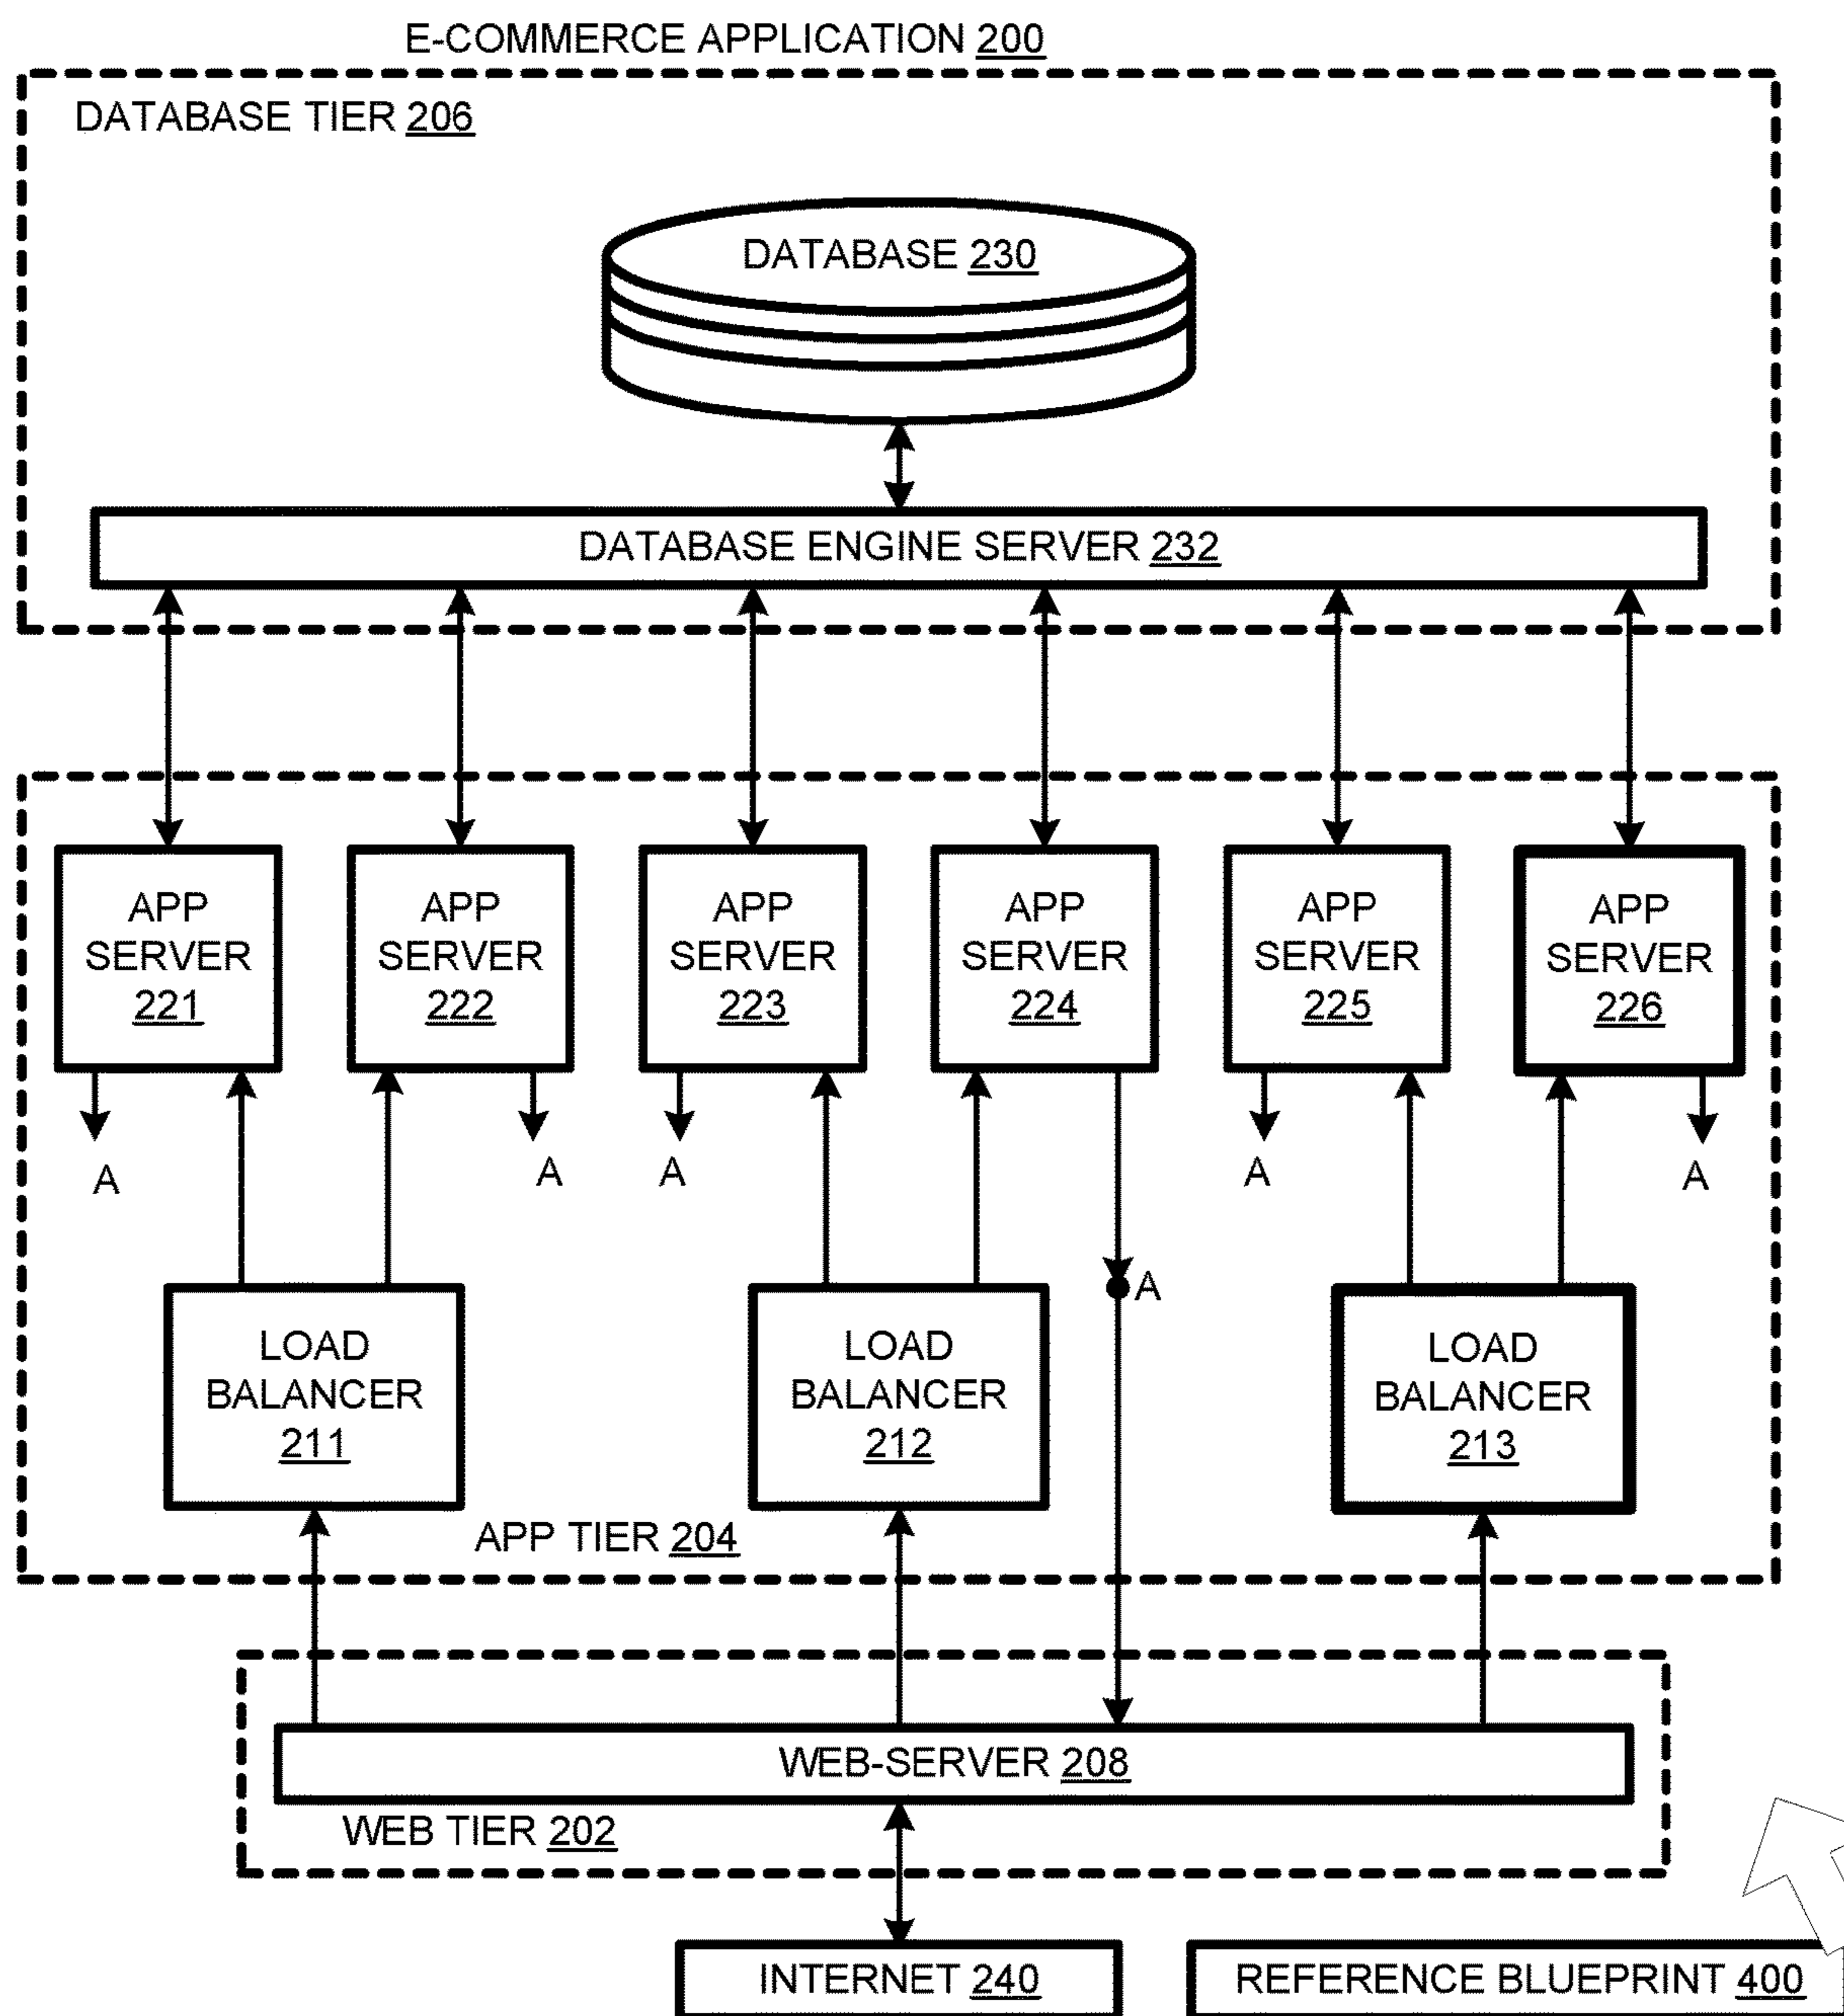 E-COMMERCE APPLICATION 200
DATABASE TIER 206
DATABASE 230
DATABASE ENGINE SERVER 232
APP
SERVER
221
APP
SERVER
222
APP
SERVER
223
APP
SERVER
224
APP
SERVER
225
APP
SERVER
226
A
A
A
A
A
A
LOAD
BALANCER
211
LOAD
BALANCER
212
LOAD
BALANCER
213
APP TIER 204
WEB-SERVER 208
WEB TIER 202
INTERNET 240
REFERENCE BLUEPRINT 400